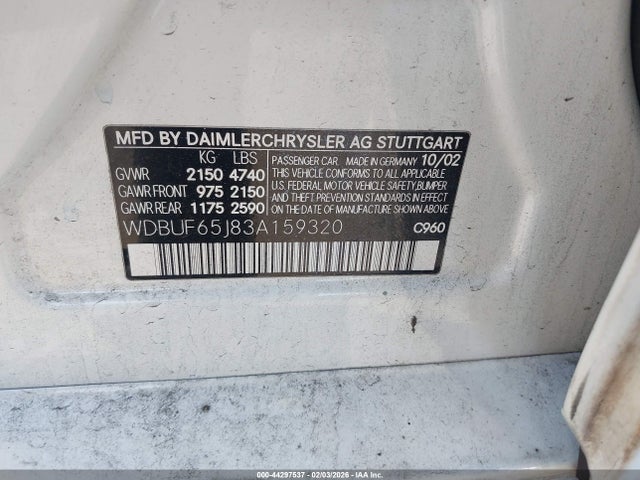 MFD BY DAIMLERCHRYSLER AG STUTTGART
KG LBS
GVWR 2150 4740
GAWR FRONT 975 2150
GAWR REAR 1175 2590
PASSENGER CAR. MADE IN GERMANY 10/02
THIS VEHICLE CONFORMS TO ALL APPLICABLE
U.S. FEDERAL MOTOR VEHICLE SAFETY,BUMPER
AND THEFT PREVENTION STANDARDS IN EFFECT
ON THE DATE OF MANUFACTURE SHOWN ABOVE
WDBUF65J83A159320
C960
000-44297537 - 02/03/2026 - IAA, Inc.